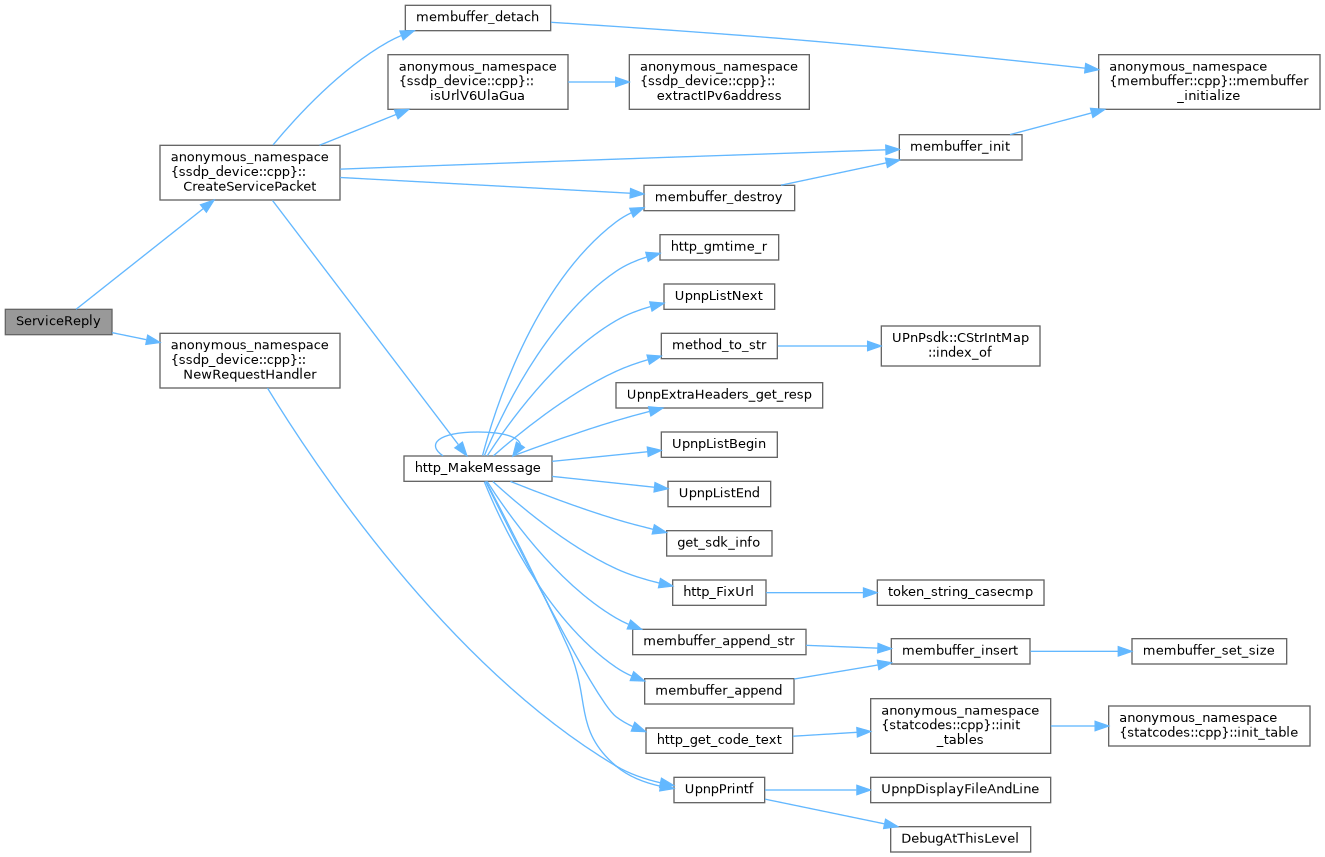 membuffer_detach
anonymous_namespace
{ssdp_device::cpp}::
isUrlV6UlaGua
anonymous_namespace
{ssdp_device::cpp}::
extractIPv6address
anonymous_namespace
{membuffer::cpp}::membuffer
_initialize
anonymous_namespace
{ssdp_device::cpp}::
CreateServicePacket
membuffer_init
membuffer_destroy
http_gmtime_r
UpnpListNext
ServiceReply
anonymous_namespace
{ssdp_device::cpp}::
NewRequestHandler
method_to_str
UPnPsdk::CStrIntMap
::index_of
UpnpExtraHeaders_get_resp
UpnpListBegin
http_MakeMessage
UpnpListEnd
get_sdk_info
http_FixUrl
token_string_casecmp
membuffer_append_str
membuffer_insert
membuffer_set_size
membuffer_append
http_get_code_text
anonymous_namespace
{statcodes::cpp}::init
_tables
anonymous_namespace
{statcodes::cpp}::init_table
UpnpPrintf
UpnpDisplayFileAndLine
DebugAtThisLevel